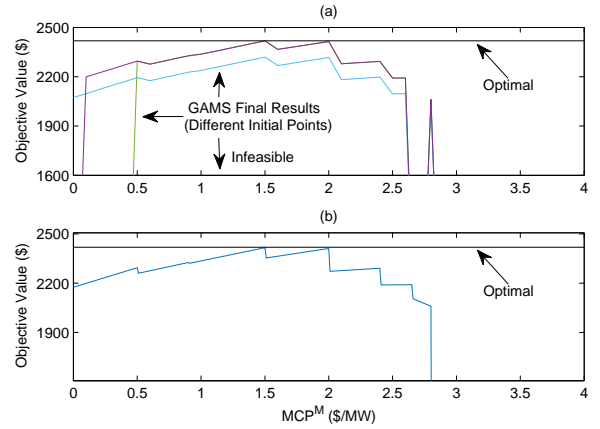 (a)
2500
2200
1900
1600
Objective Value ($)
Optimal
GAMS Final Results
(Different Initial Points)
Infeasible
0 0.5 1 1.5 2 2.5 3 3.5 4
(b)
2500
2200
1900
Objective Value ($)
Optimal
0 0.5 1 1.5 2 2.5 3 3.5 4
MCP^M ($/MW)